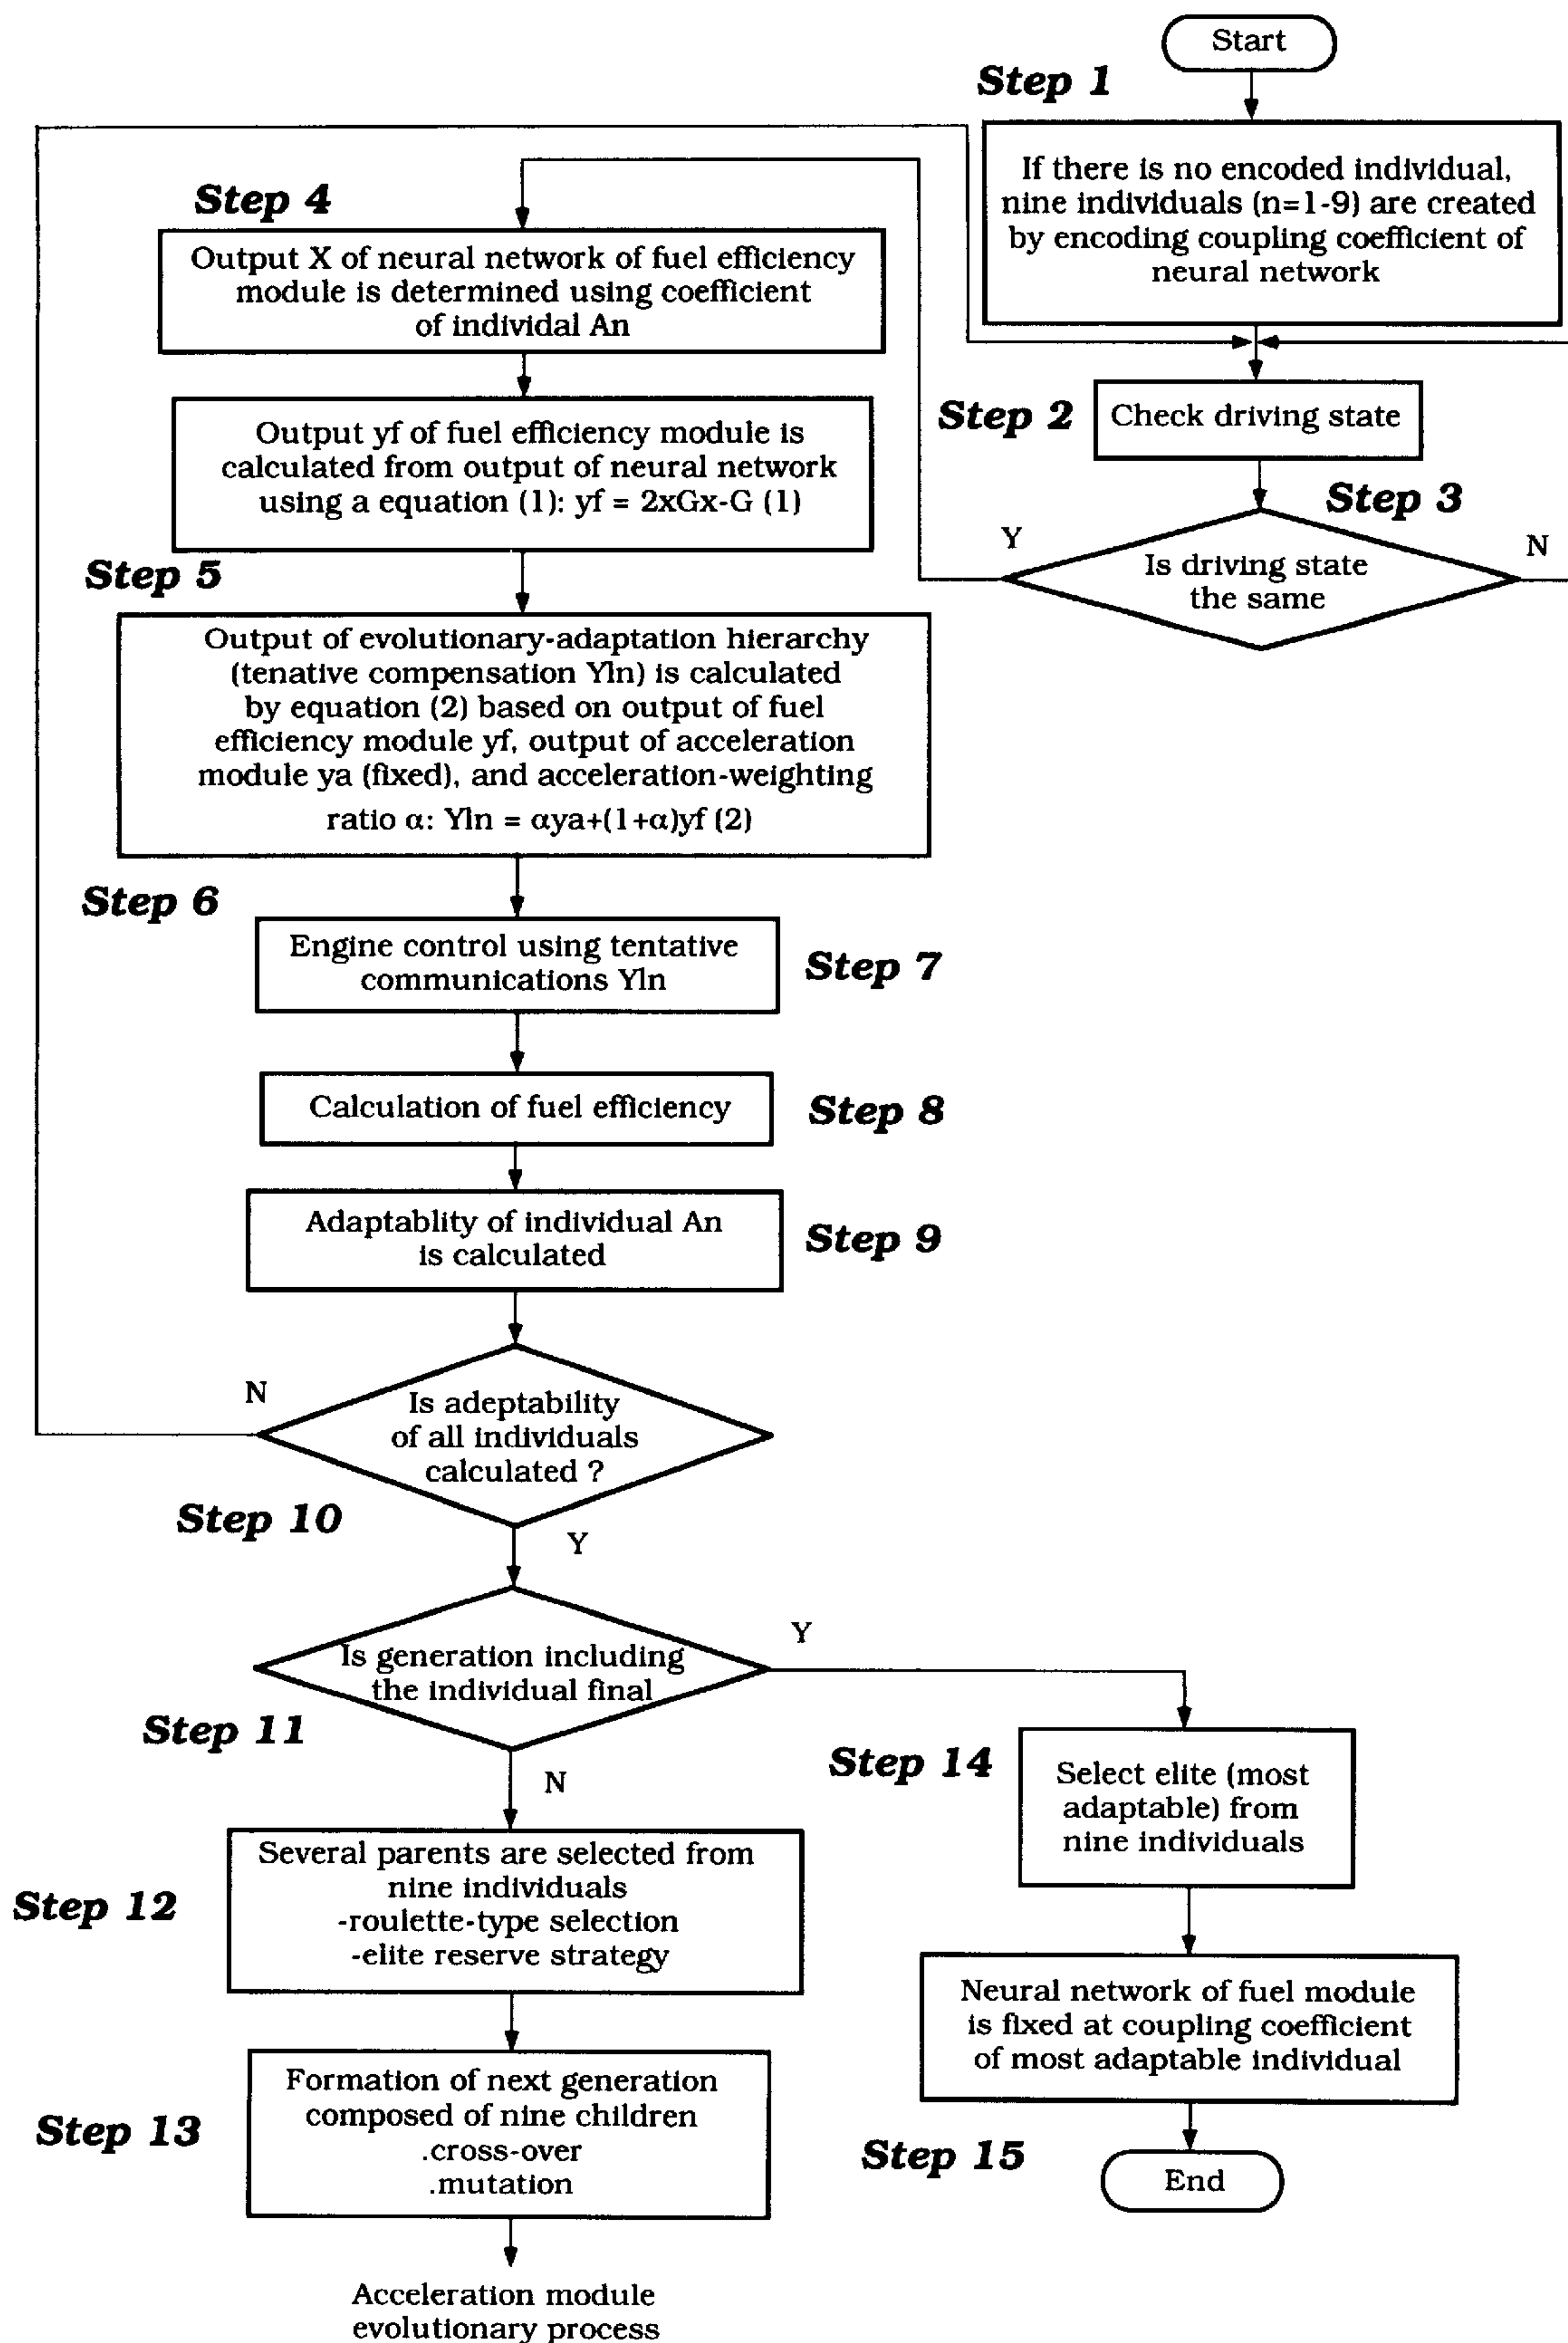 Start
Step 1
If there is no encoded individual,
nine individuals (n=1-9) are created
by encoding coupling coefficient of
neural network
Step 2
Check driving state
Step 3
Y
N
Is driving state
the same
Step 4
Output X of neural network of fuel efficiency
module is determined using coefficient
of individal An
Output yf of fuel efficiency module is
calculated from output of neural network
using a equation (1): yf = 2xGx-G (1)
Step 5
Output of evolutionary-adaptation hierarchy
(tenative compensation Yln) is calculated
by equation (2) based on output of fuel
efficiency module yf, output of acceleration
module ya (fixed), and acceleration-weighting
ratio α: Yln = αya+(1+α)yf (2)
Step 6
Engine control using tentative
communications Yln
Step 7
Calculation of fuel efficiency
Step 8
Adaptablity of individual An
is calculated
Step 9
N
Is adeptability
of all individuals
calculated ?
Step 10
Y
Is generation including
the individual final
Y
Step 11
N
Step 12
Several parents are selected from
nine individuals
-roulette-type selection
-elite reserve strategy
Step 13
Formation of next generation
composed of nine children
.cross-over
.mutation
Acceleration module
evolutionary process
Step 14
Select elite (most
adaptable) from
nine individuals
Neural network of fuel module
is fixed at coupling coefficient
of most adaptable individual
Step 15
End